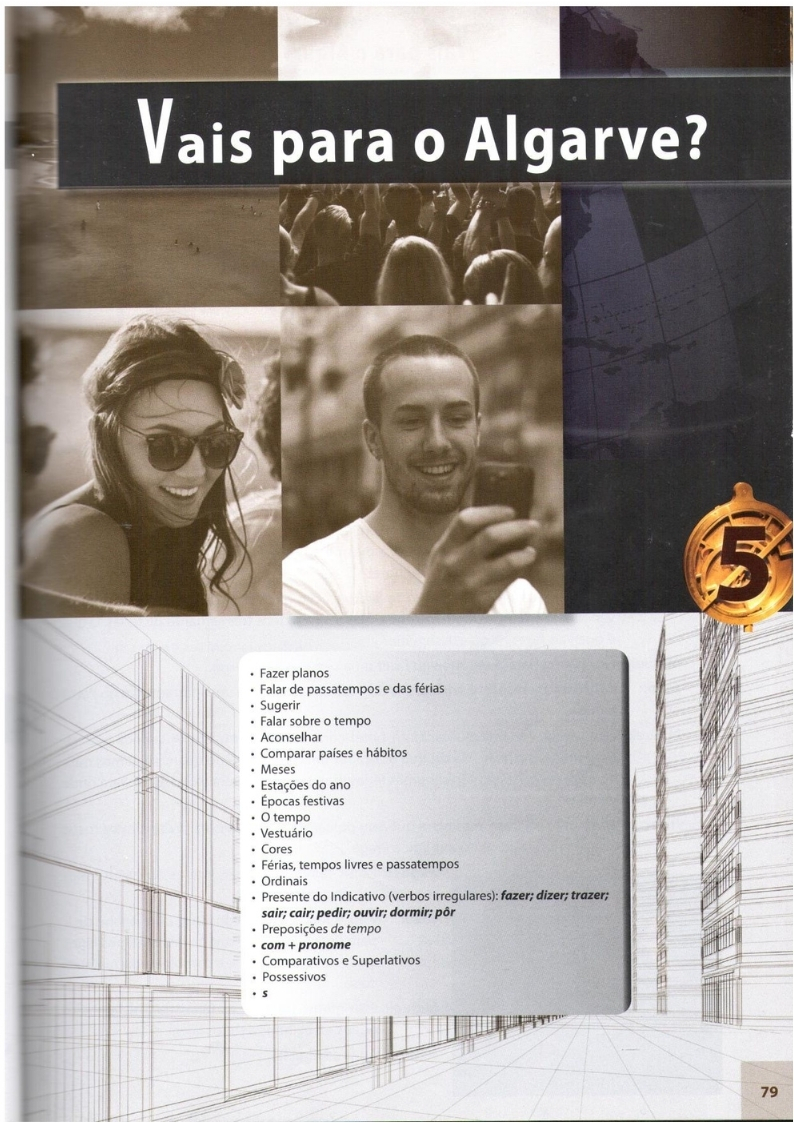 Vais para o Algarve?
5
• Fazer planos
• Falar de passatempos e das férias
• Sugerir
• Falar sobre o tempo
• Aconselhar
• Comparar países e hábitos
• Meses
• Estações do ano
• Épocas festivas
• O tempo
• Vestuário
• Cores
• Férias, tempos livres e passatempos
• Ordinais
• Presente do Indicativo (verbos irregulares): fazer; dizer; trazer;
sair; cair; pedir; ouvir; dormir; pôr
• Preposições de tempo
• com + pronome
• Comparativos e Superlativos
• Possessivos
• s
79